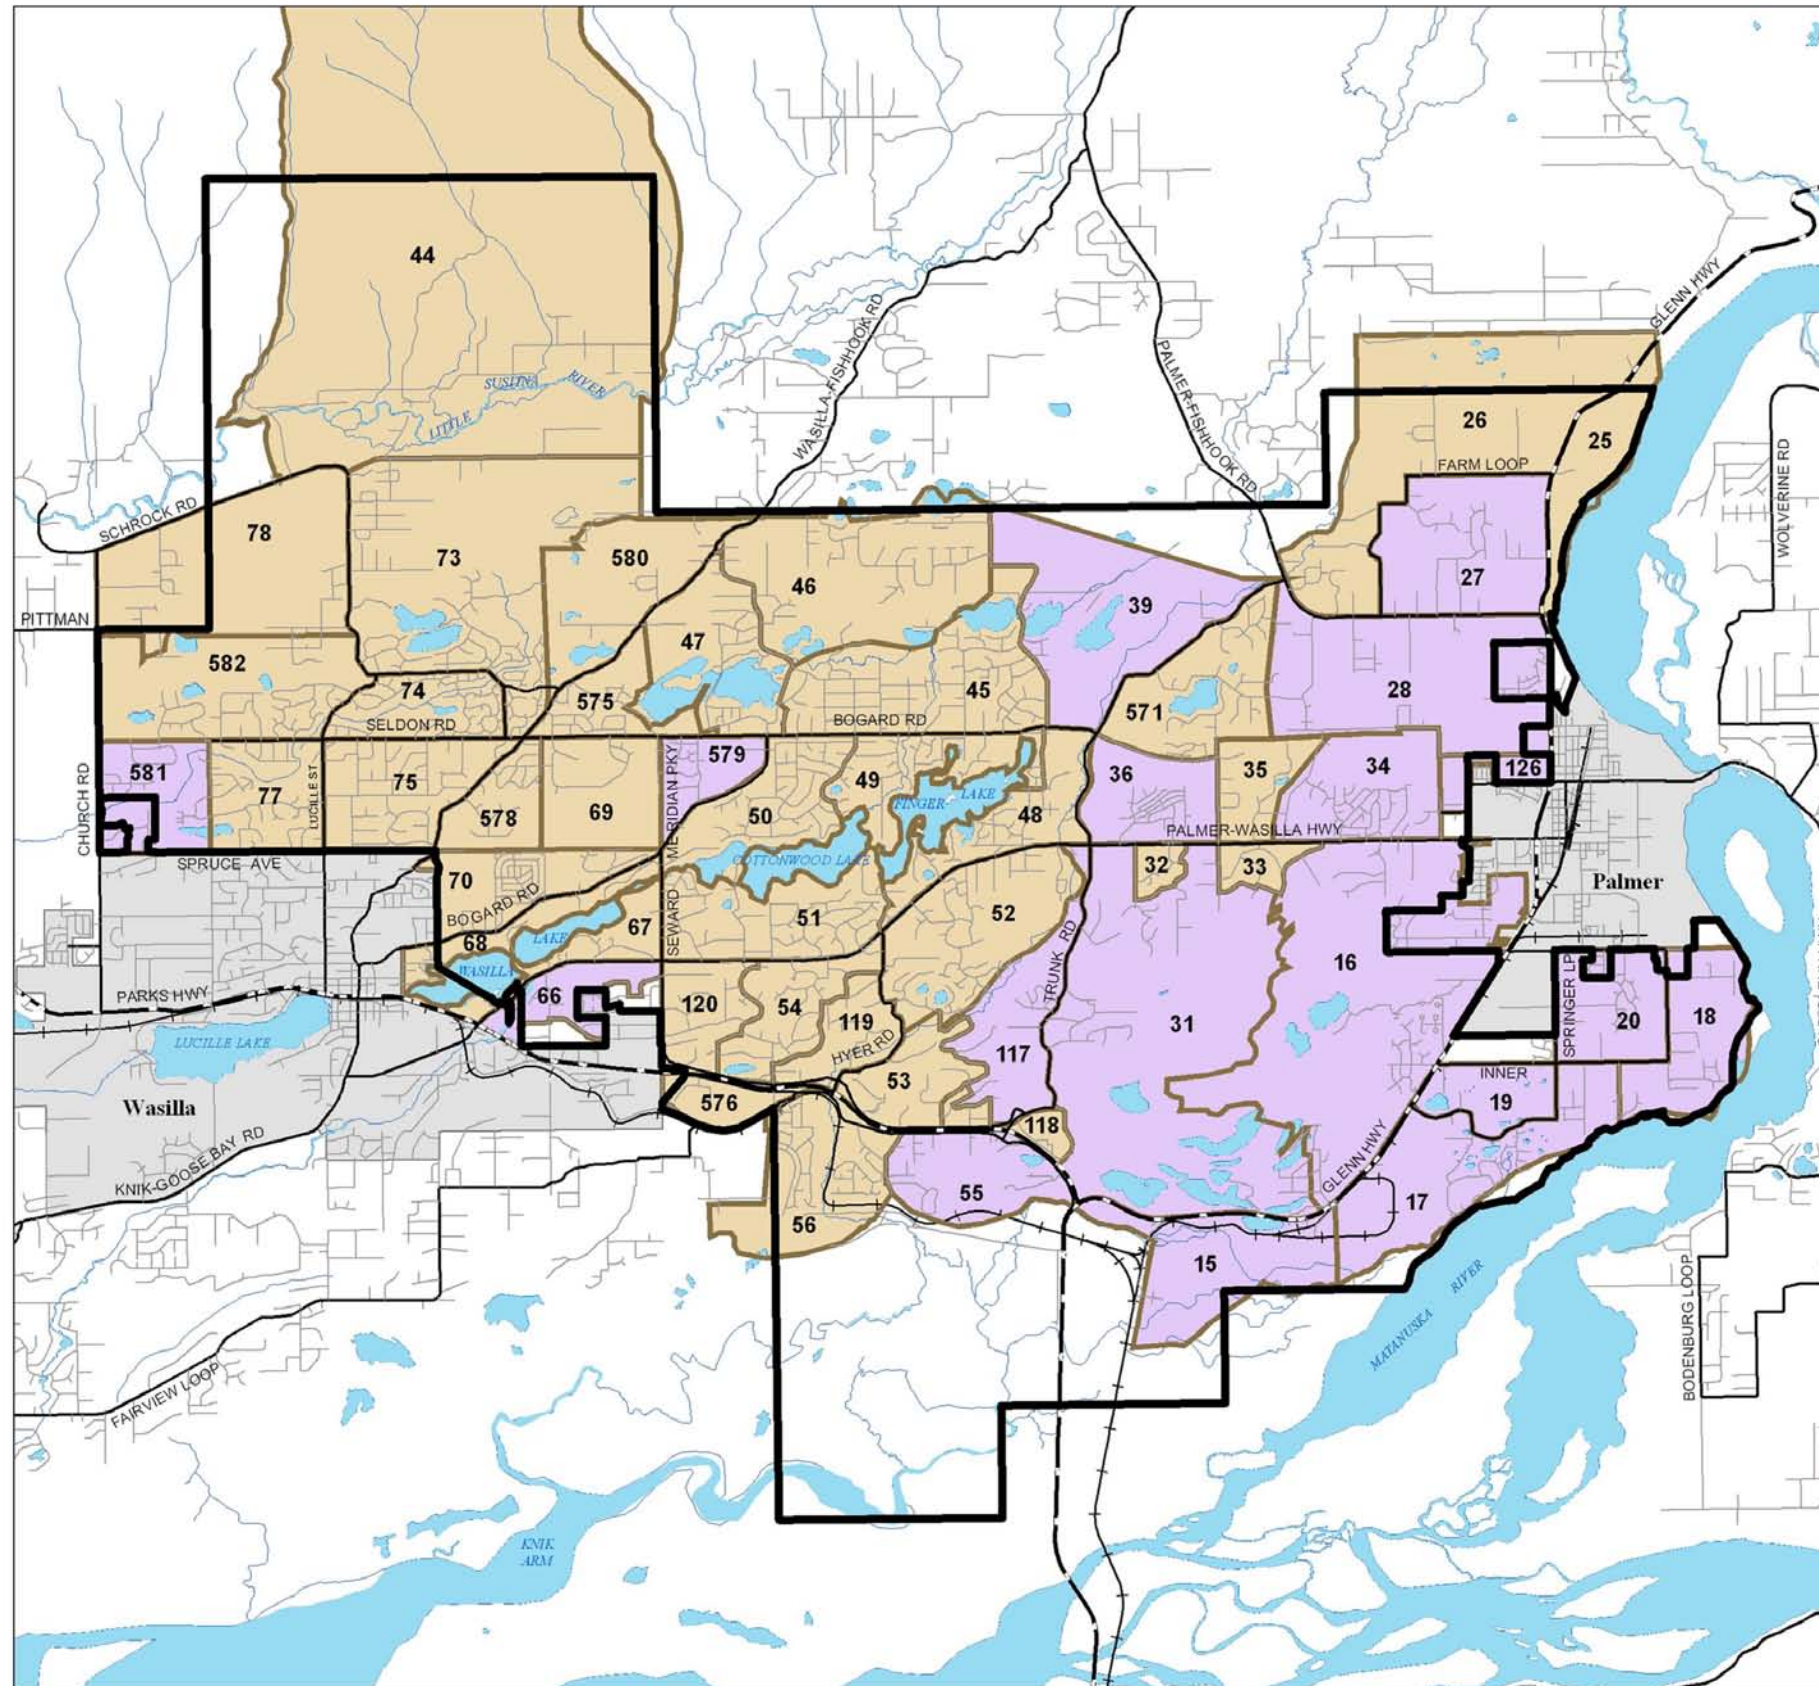 44
GLENN HWY
WASILLA-FISHHOOK RD
PALMER-FISHHOOK RD
LITTLE
SUSITNA
RIVER
26
25
FARM LOOP
WOLVERINE RD
SCHROCK RD
78
73
580
46
39
27
PITTMAN
582
47
74
575
45
571
28
SELDON RD
BOGARD RD
581
77
LUCILLE ST
75
578
69
579
MERIDIAN PKY
50
49
FINGER
LAKE
48
36
35
34
126
CHURCH RD
PALMER-WASILLA HWY
SPRUCE AVE
70
COTTONWOOD LAKE
32
33
Palmer
BOGARD RD
68
LAKE
WASILLA
67
SEWARD
51
52
TRUNK RD
16
PARKS HWY
66
120
54
119
HYER RD
117
31
SPRINGER LP
20
18
LUCILLE LAKE
Wasilla
576
53
118
INNER
19
KNIK-GOOSE BAY RD
55
56
GLENN HWY
17
15
MATANUSKA
RIVER
BODENBURG LOOP
FAIRVIEW LOOP
KNIK
ARM